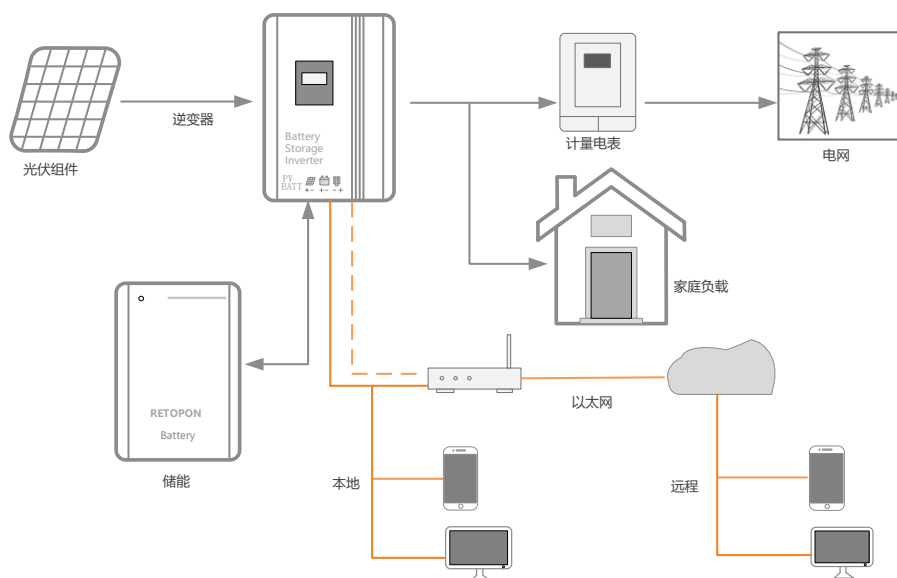 光伏组件
逆变器
Battery
Storage
Inverter
PV
BATT
计量电表
电网
家庭负载
RETOPON
Battery
储能
以太网
本地
远程